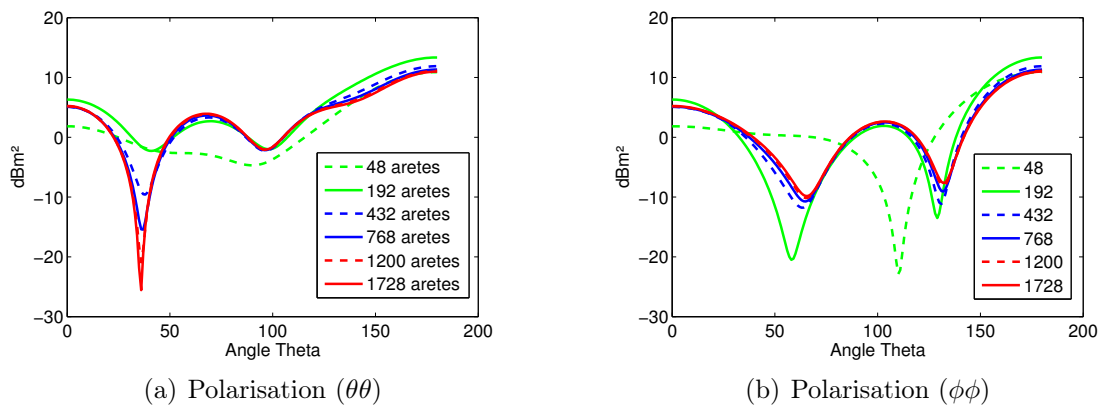 20
10
0
−10
−20
−30
0 50 100 150 200
dBm²
Angle Theta
48 aretes
192 aretes
432 aretes
768 aretes
1200 aretes
1728 aretes
(a) Polarisation (θθ)
20
10
0
−10
−20
−30
0 50 100 150 200
dBm²
Angle Theta
48
192
432
768
1200
1728
(b) Polarisation (ϕϕ)